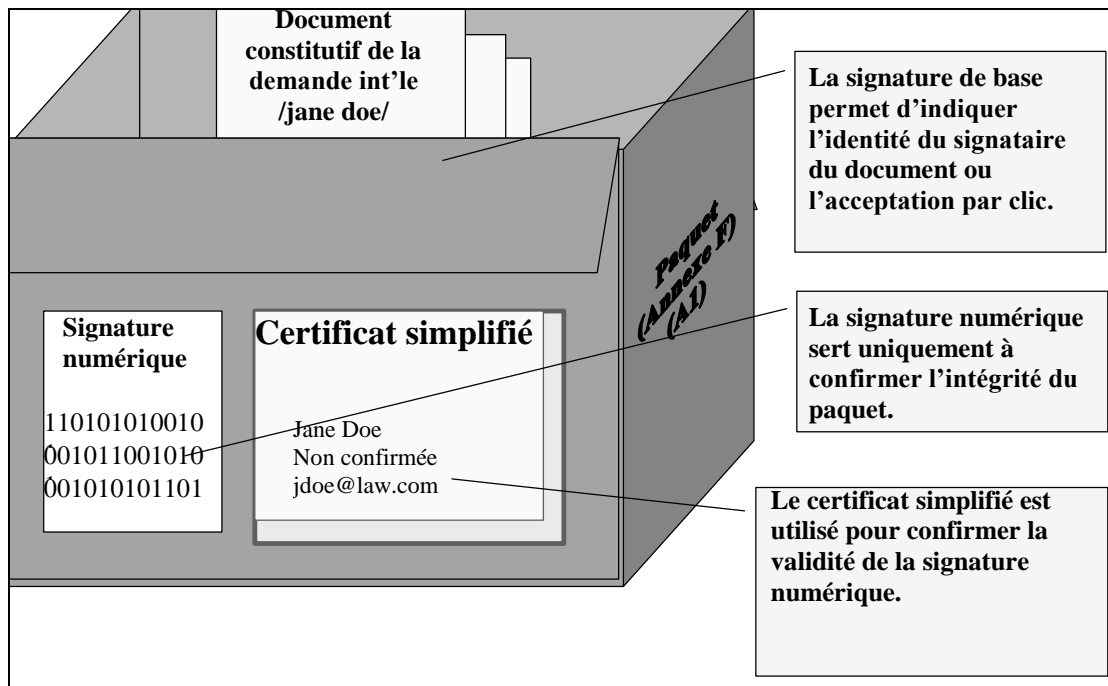 Document
constitutif de la
demande int’le
/jane doe/
La signature de base
permet d’indiquer
l’identité du signataire
du document ou
l’acceptation par clic.
Paquet
(Annexe F)
(A1)
Signature
numérique
110101010010
001011001010
001010101101
Certificat simplifié
Jane Doe
Non confirmée
jdoe@law.com
La signature numérique
sert uniquement à
confirmer l’intégrité du
paquet.
Le certificat simplifié est
utilisé pour confirmer la
validité de la signature
numérique.